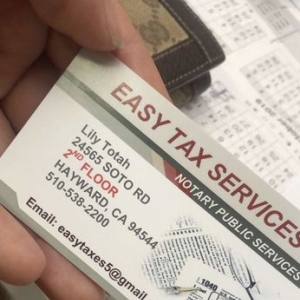 EASY TAX SERVICES
NOTARY PUBLIC SERVICES
Lily Totah
24565 SOTO RD
2ND FLOOR
HAYWARD, CA 94544
510-538-2200
Email: easytaxes5@gmail
1040